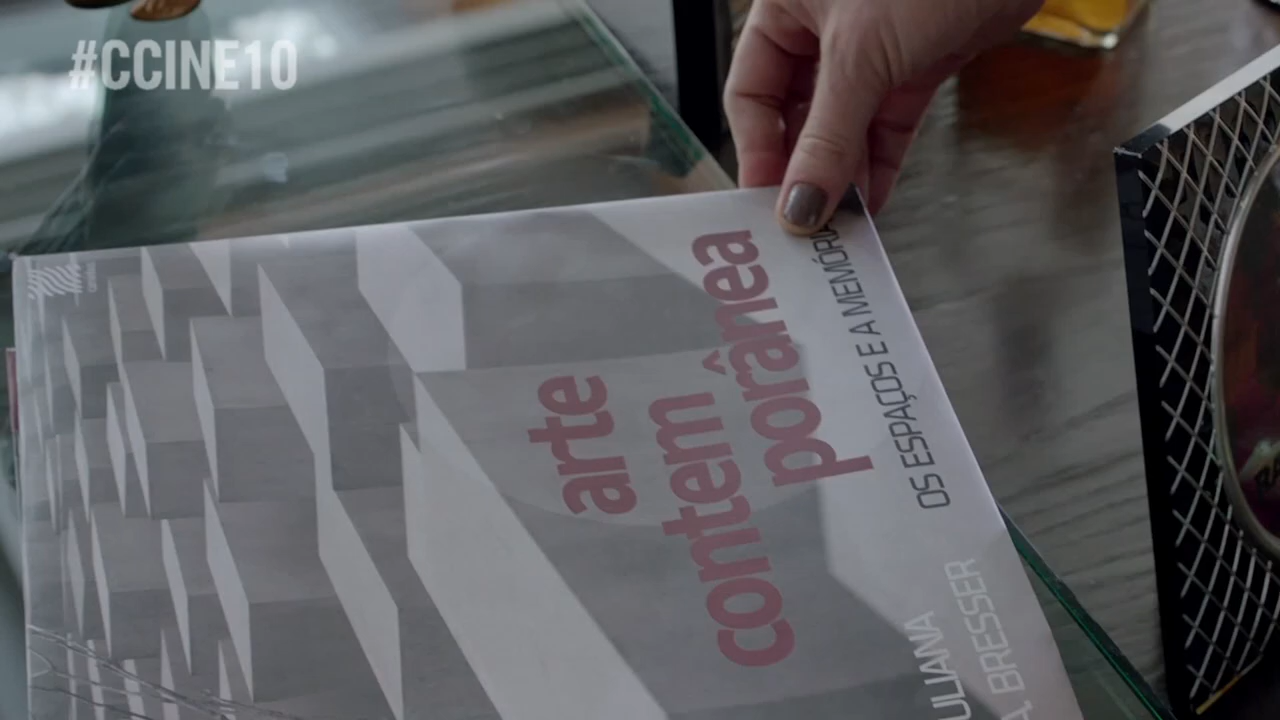 #CCINE10
arte
contem
porânea
OS ESPAÇOS E A MEMÓRIA
ULIANA
BRESSER